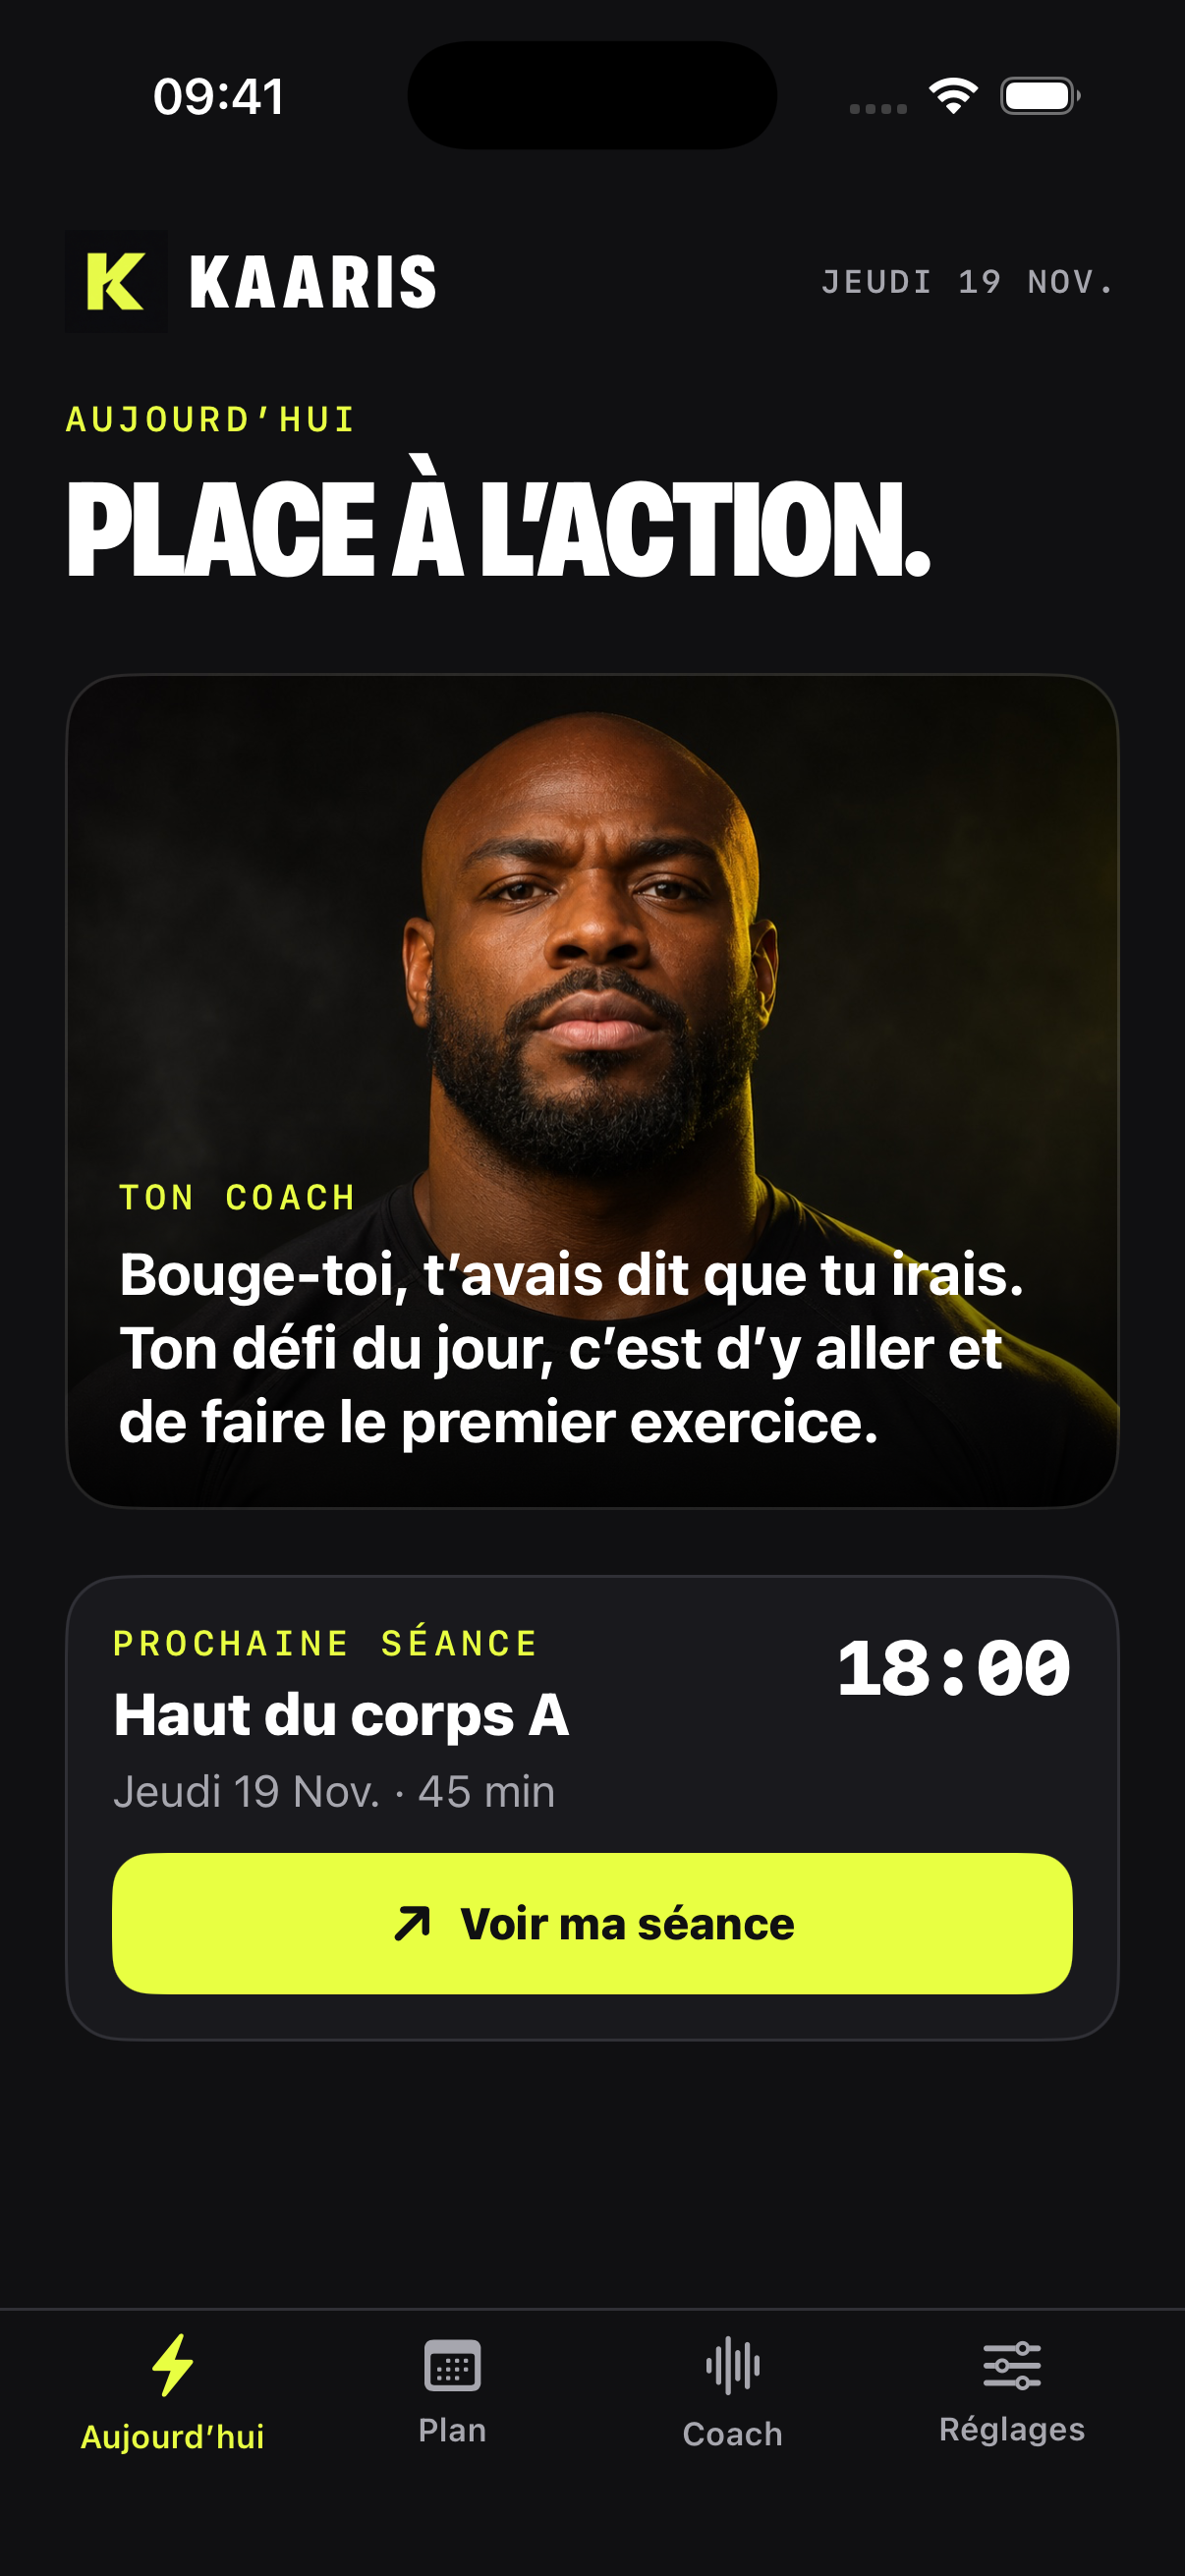 09:41
K KAARIS
JEUDI 19 NOV.
AUJOURD’HUI
PLACE À L’ACTION.
TON COACH
Bouge-toi, t’avais dit que tu irais.
Ton défi du jour, c’est d’y aller et
de faire le premier exercice.
PROCHAINE SÉANCE
18:00
Haut du corps A
Jeudi 19 Nov. · 45 min
Voir ma séance
Aujourd’hui
Plan
Coach
Réglages